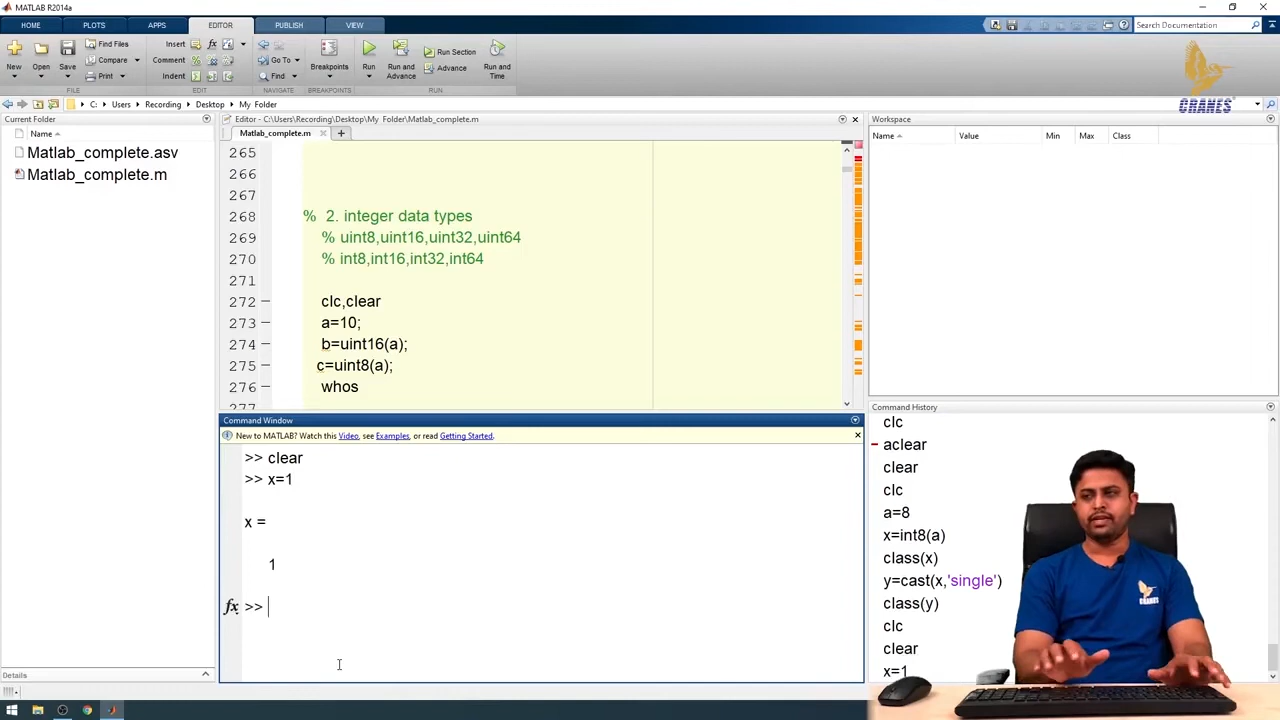 MATLAB R2014a
HOME
PLOTS
APPS
EDITOR
PUBLISH
VIEW
Search Documentation
New
Open
Save
Find Files
Compare
Print
FILE
Insert
Comment
Indent
fx
EDIT
Go To
Find
NAVIGATE
Breakpoints
BREAKPOINTS
Run
Run and
Advance
Run Section
Advance
Run and
Time
RUN
CRANES
C: Users Recording Desktop My Folder
Current Folder
Name
Matlab_complete.asv
Matlab_complete.m
Details
Editor - C:\Users\Recording\Desktop\My Folder\Matlab_complete.m
Matlab_complete.m
265
266
267
268 % 2. integer data types
269 % uint8,uint16,uint32,uint64
270 % int8,int16,int32,int64
271
272 clc,clear
273 a=10;
274 b=uint16(a);
275 c=uint8(a);
276 whos
277
Command Window
New to MATLAB? Watch this Video, see Examples, or read Getting Started.
>> clear
>> x=1
x =
1
fx >>
Workspace
Name Value Min Max Class
Command History
clc
aclear
clear
clc
a=8
x=int8(a)
class(x)
y=cast(x,'single')
class(y)
clc
clear
x=1
CRANES